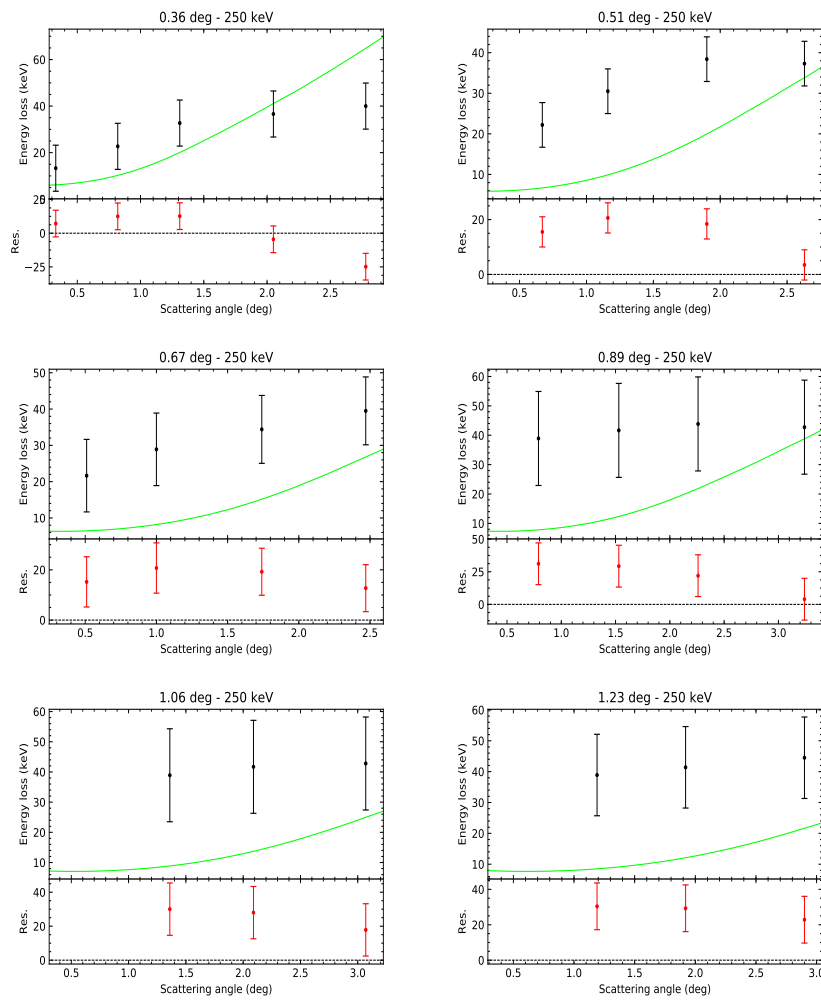 0.36 deg - 250 keV
Energy loss (keV)
60
40
20
Res.
25
0
−25
0.5 1.0 1.5 2.0 2.5
Scattering angle (deg)
0.51 deg - 250 keV
Energy loss (keV)
40
30
20
10
Res.
20
0
0.5 1.0 1.5 2.0 2.5
Scattering angle (deg)
0.67 deg - 250 keV
Energy loss (keV)
50
40
30
20
10
Res.
20
0
0.5 1.0 1.5 2.0 2.5
Scattering angle (deg)
0.89 deg - 250 keV
Energy loss (keV)
60
50
40
30
20
10
Res.
50
25
0
0.5 1.0 1.5 2.0 2.5 3.0
Scattering angle (deg)
1.06 deg - 250 keV
Energy loss (keV)
60
50
40
30
20
10
Res.
40
20
0
0.5 1.0 1.5 2.0 2.5 3.0
Scattering angle (deg)
1.23 deg - 250 keV
Energy loss (keV)
60
50
40
30
20
10
Res.
40
20
0
0.5 1.0 1.5 2.0 2.5 3.0
Scattering angle (deg)